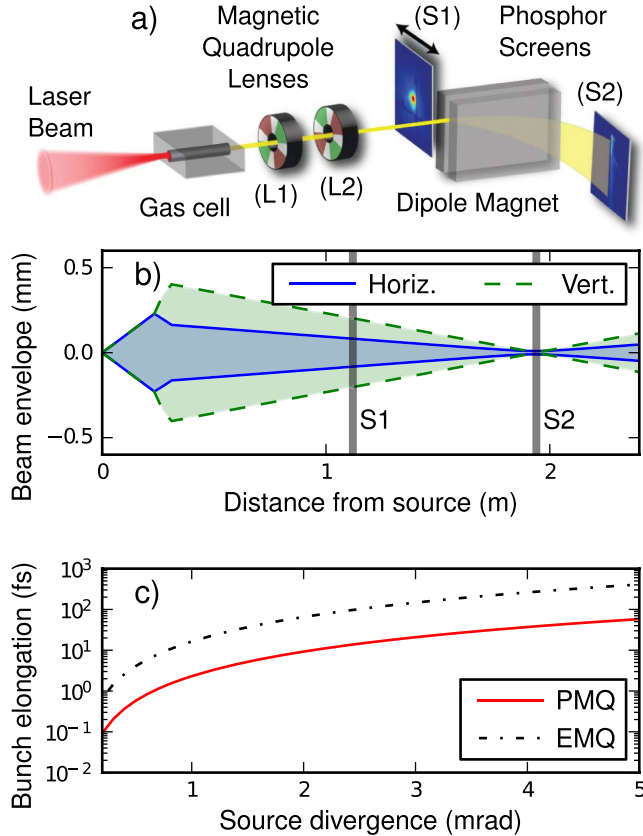 a)
Magnetic
Quadrupole
Lenses
(S1)
Phosphor
Screens
(S2)
Laser
Beam
Gas cell
(L1)
(L2)
Dipole Magnet
b)
Horiz.
Vert.
Beam envelope (mm)
0.5
0.0
−0.5
S1
S2
0
1
2
Distance from source (m)
c)
Bunch elongation (fs)
10³
10²
10¹
10⁰
10⁻¹
10⁻²
PMQ
EMQ
1
2
3
4
5
Source divergence (mrad)